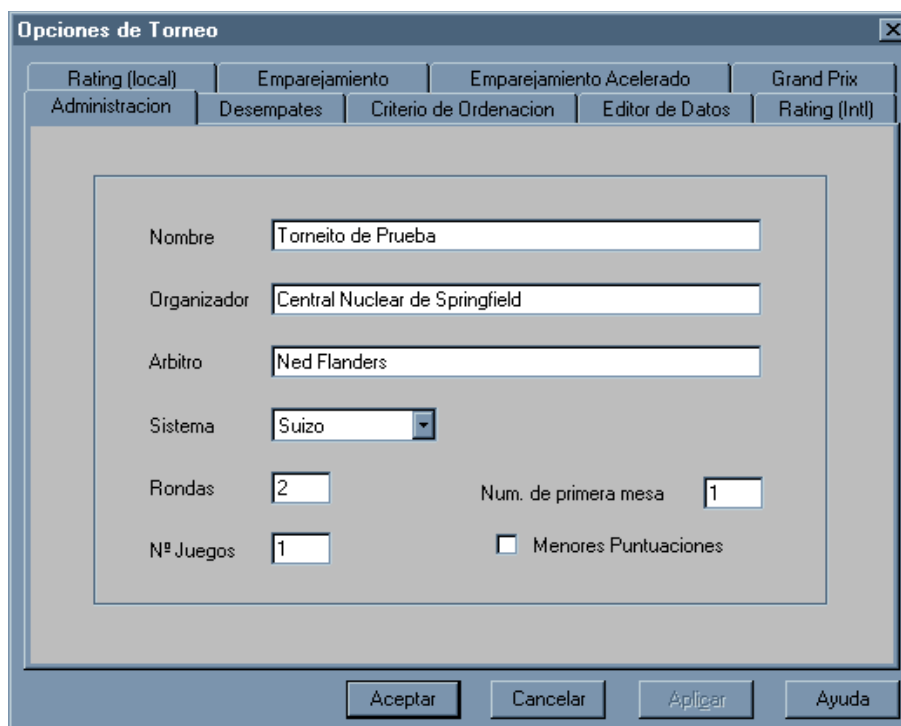 Opciones de Torneo
Rating (local) Emparejamiento Emparejamiento Acelerado Grand Prix
Administracion Desempates Criterio de Ordenacion Editor de Datos Rating (Intl)
Nombre Torneito de Prueba
Organizador Central Nuclear de Springfield
Arbitro Ned Flanders
Sistema Suizo
Rondas 2 Num. de primera mesa 1
Nº Juegos 1 Menores Puntuaciones
Aceptar Cancelar Aplicar Ayuda